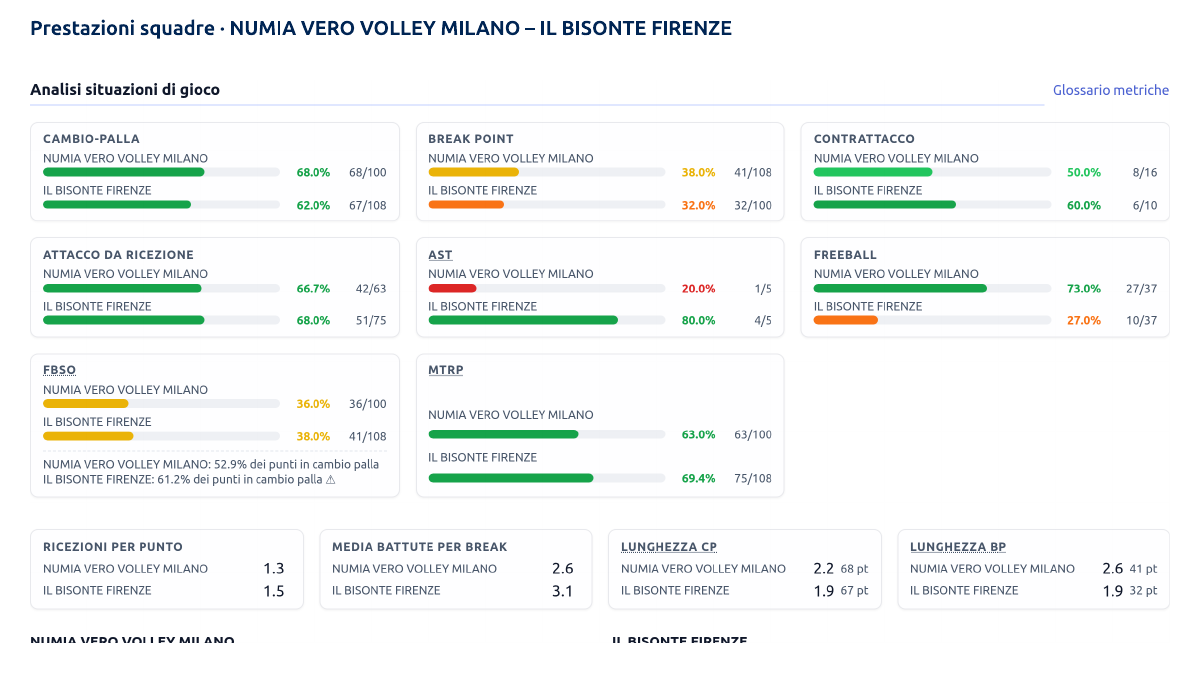 Prestazioni squadre · NUMIA VERO VOLLEY MILANO – IL BISONTE FIRENZE
Analisi situazioni di gioco
Glossario metriche
CAMBIO-PALLA
NUMIA VERO VOLLEY MILANO
68.0% 68/100
IL BISONTE FIRENZE
62.0% 67/108
BREAK POINT
NUMIA VERO VOLLEY MILANO
38.0% 41/108
IL BISONTE FIRENZE
32.0% 32/100
CONTRATTACCO
NUMIA VERO VOLLEY MILANO
50.0% 8/16
IL BISONTE FIRENZE
60.0% 6/10
ATTACCO DA RICEZIONE
NUMIA VERO VOLLEY MILANO
66.7% 42/63
IL BISONTE FIRENZE
68.0% 51/75
AST
NUMIA VERO VOLLEY MILANO
20.0% 1/5
IL BISONTE FIRENZE
80.0% 4/5
FREEBALL
NUMIA VERO VOLLEY MILANO
73.0% 27/37
IL BISONTE FIRENZE
27.0% 10/37
FBSO
NUMIA VERO VOLLEY MILANO
36.0% 36/100
IL BISONTE FIRENZE
38.0% 41/108
NUMIA VERO VOLLEY MILANO: 52.9% dei punti in cambio palla
IL BISONTE FIRENZE: 61.2% dei punti in cambio palla ⚠
MTRP
NUMIA VERO VOLLEY MILANO
63.0% 63/100
IL BISONTE FIRENZE
69.4% 75/108
RICEZIONI PER PUNTO
NUMIA VERO VOLLEY MILANO 1.3
IL BISONTE FIRENZE 1.5
MEDIA BATTUTE PER BREAK
NUMIA VERO VOLLEY MILANO 2.6
IL BISONTE FIRENZE 3.1
LUNGHEZZA CP
NUMIA VERO VOLLEY MILANO 2.2 68 pt
IL BISONTE FIRENZE 1.9 67 pt
LUNGHEZZA BP
NUMIA VERO VOLLEY MILANO 2.6 41 pt
IL BISONTE FIRENZE 1.9 32 pt
NUMIA VERO VOLLEY MILANO
IL BISONTE FIRENZE